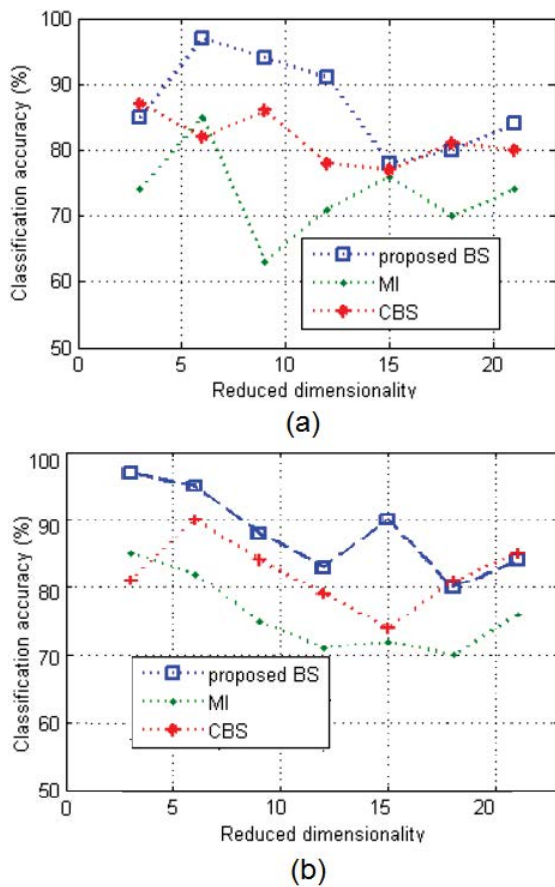 100
90
80
70
60
50
Classification accuracy (%)
proposed BS
MI
CBS
0 5 10 15 20
Reduced dimensionality
(a)
100
90
80
70
60
50
Classification accuracy (%)
proposed BS
MI
CBS
0 5 10 15 20
Reduced dimensionality
(b)